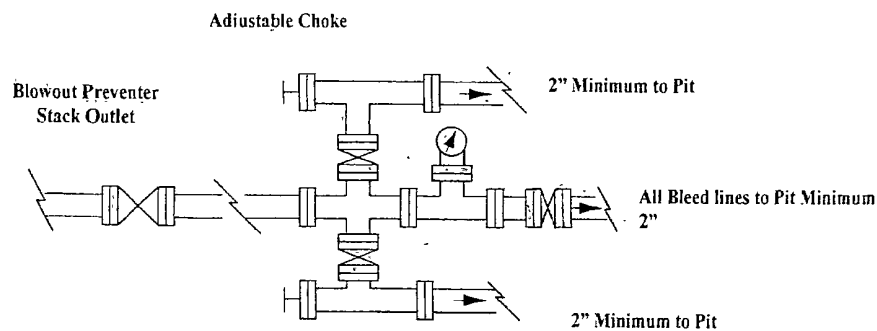 Adjustable Choke
2” Minimum to Pit
Blowout Preventer
Stack Outlet
All Bleed lines to Pit Minimum
2”
2” Minimum to Pit